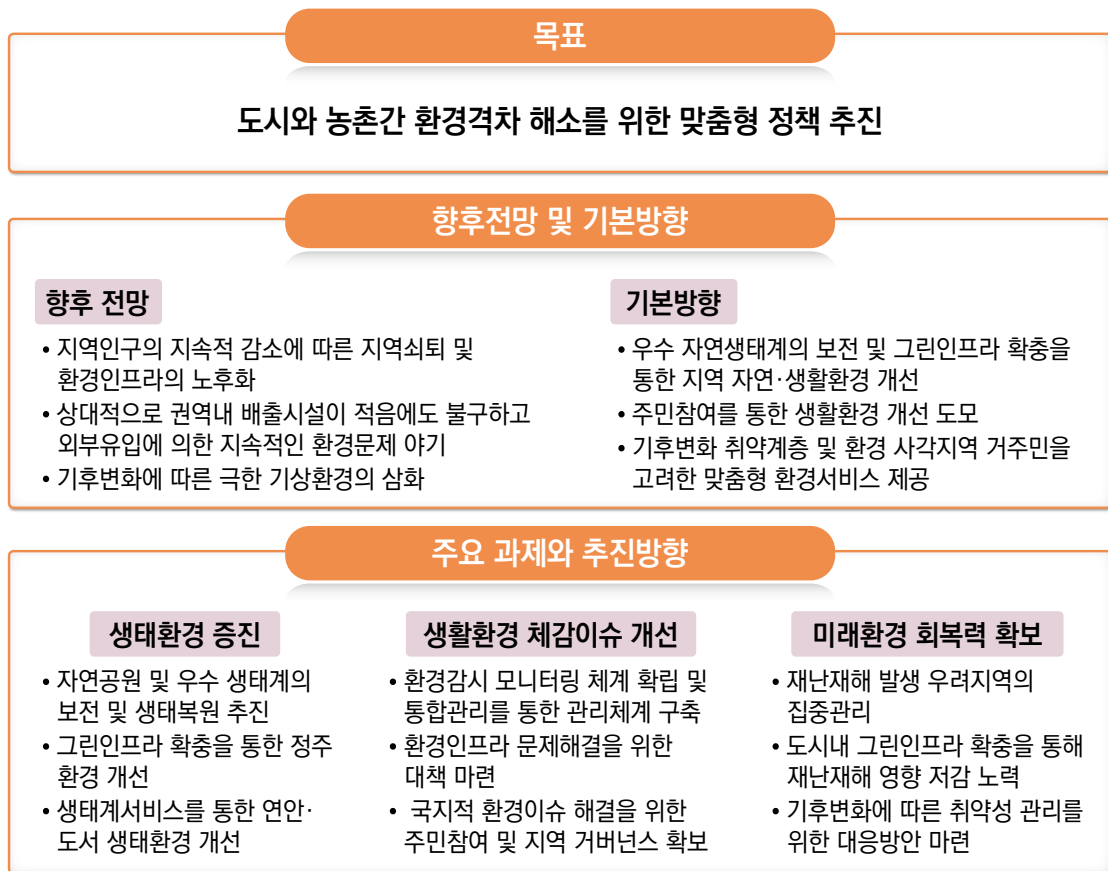 목표
도시와 농촌간 환경격차 해소를 위한 맞춤형 정책 추진
향후전망 및 기본방향
향후 전망
• 지역인구의 지속적 감소에 따른 지역쇠퇴 및
환경인프라의 노후화
• 상대적으로 권역내 배출시설이 적음에도 불구하고
외부유입에 의한 지속적인 환경문제 야기
• 기후변화에 따른 극한 기상환경의 삼화
기본방향
• 우수 자연생태계의 보전 및 그린인프라 확충을
통한 지역 자연·생활환경 개선
• 주민참여를 통한 생활환경 개선 도모
• 기후변화 취약계층 및 환경 사각지역 거주민을
고려한 맞춤형 환경서비스 제공
주요 과제와 추진방향
생태환경 증진
• 자연공원 및 우수 생태계의
보전 및 생태복원 추진
• 그린인프라 확충을 통한 정주
환경 개선
• 생태계서비스를 통한 연안·
도서 생태환경 개선
생활환경 체감이슈 개선
• 환경감시 모니터링 체계 확립 및
통합관리를 통한 관리체계 구축
• 환경인프라 문제해결을 위한
대책 마련
• 국지적 환경이슈 해결을 위한
주민참여 및 지역 거버넌스 확보
미래환경 회복력 확보
• 재난재해 발생 우려지역의
집중관리
• 도시내 그린인프라 확충을 통해
재난재해 영향 저감 노력
• 기후변화에 따른 취약성 관리를
위한 대응방안 마련